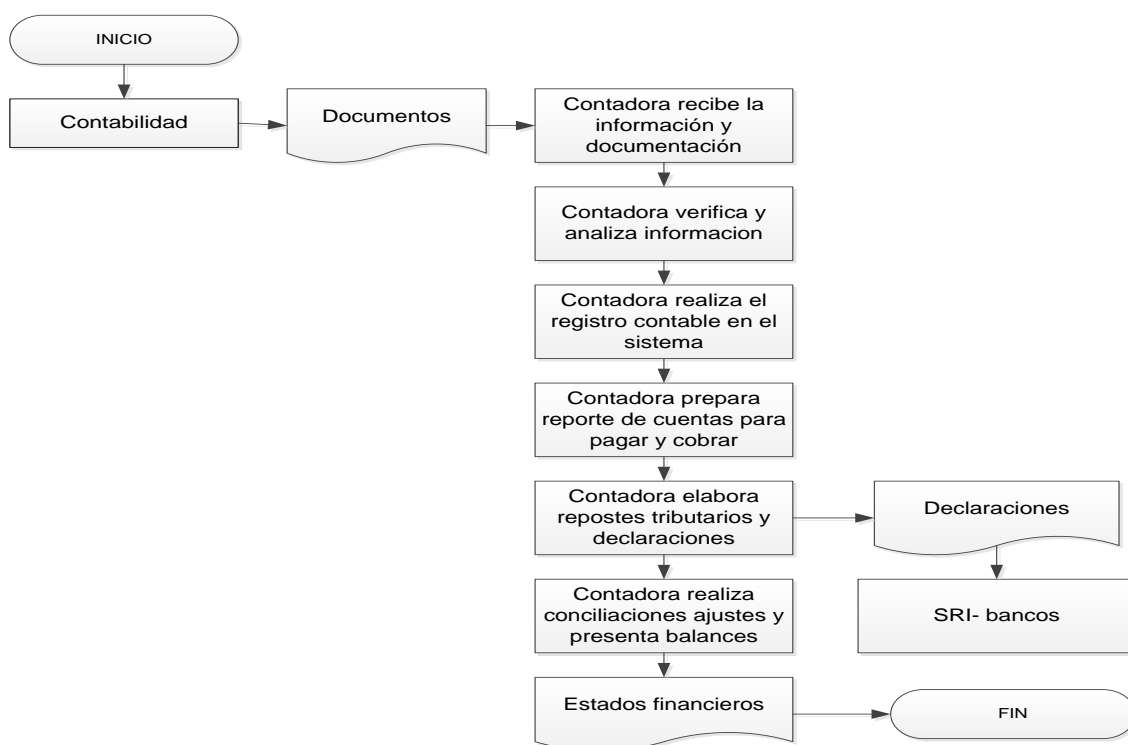 INICIO
Contabilidad
Documentos
Contadora recibe la
información y
documentación
Contadora verifica y
analiza informacion
Contadora realiza el
registro contable en el
sistema
Contadora prepara
reporte de cuentas para
pagar y cobrar
Contadora elabora
repostes tributarios y
declaraciones
Declaraciones
SRI- bancos
Contadora realiza
conciliaciones ajustes y
presenta balances
Estados financieros
FIN